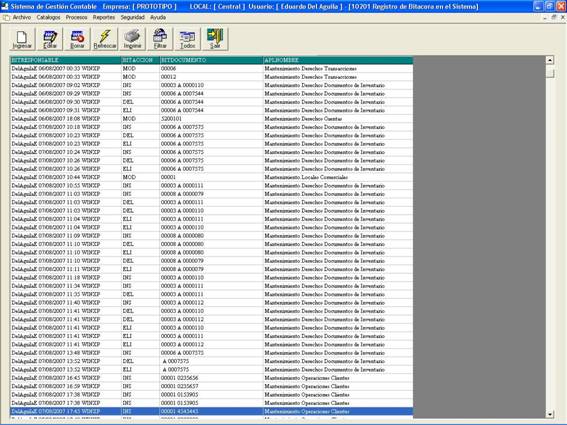 Sistema de Gestión Contable Empresa: [ PROTOTIPO ] LOCAL: [ Central ] Usuario: [ Eduardo Del Aguila ] - [10201 Registro de Bitacora en el Sistema]
Archivo Catalogos Procesos Reportes Seguridad Ayuda
Ingresar Editar Borrar Refrescar Imprimir Filtrar Todos Salir
BITRESPONSABLE BITACCION BITDOCUMENTO APLNOMBRE
DelAguilaE 06/08/2007 00:33 WINXP MOD 00006 Mantenimiento Derechos Transacciones
DelAguilaE 06/08/2007 00:33 WINXP MOD 00012 Mantenimiento Derechos Transacciones
DelAguilaE 06/08/2007 09:02 WINXP INS 00003 A 0000110 Mantenimiento Derechos Documentos de Inventario
DelAguilaE 06/08/2007 09:29 WINXP INS 00006 A 0007544 Mantenimiento Derechos Documentos de Inventario
DelAguilaE 06/08/2007 09:30 WINXP DEL 00006 A 0007544 Mantenimiento Derechos Documentos de Inventario
DelAguilaE 06/08/2007 09:31 WINXP ELI 00006 A 0007544 Mantenimiento Derechos Documentos de Inventario
DelAguilaE 06/08/2007 18:08 WINXP MOD 5200101 Mantenimiento Derechos Cuentas
DelAguilaE 07/08/2007 10:18 WINXP INS 00006 A 0007575 Mantenimiento Derechos Documentos de Inventario
DelAguilaE 07/08/2007 10:23 WINXP DEL 00006 A 0007575 Mantenimiento Derechos Documentos de Inventario
DelAguilaE 07/08/2007 10:23 WINXP ELI 00006 A 0007575 Mantenimiento Derechos Documentos de Inventario
DelAguilaE 07/08/2007 10:24 WINXP INS 00006 A 0007575 Mantenimiento Derechos Documentos de Inventario
DelAguilaE 07/08/2007 10:26 WINXP DEL 00006 A 0007575 Mantenimiento Derechos Documentos de Inventario
DelAguilaE 07/08/2007 10:26 WINXP ELI 00006 A 0007575 Mantenimiento Derechos Documentos de Inventario
DelAguilaE 07/08/2007 10:44 WINXP MOD 00001 Mantenimiento Locales Comerciales
DelAguilaE 07/08/2007 10:55 WINXP INS 00003 A 0000111 Mantenimiento Derechos Documentos de Inventario
DelAguilaE 07/08/2007 11:03 WINXP INS 00008 A 0000079 Mantenimiento Derechos Documentos de Inventario
DelAguilaE 07/08/2007 11:03 WINXP DEL 00003 A 0000111 Mantenimiento Derechos Documentos de Inventario
DelAguilaE 07/08/2007 11:04 WINXP ELI 00003 A 0000111 Mantenimiento Derechos Documentos de Inventario
DelAguilaE 07/08/2007 11:04 WINXP ELI 00003 A 0000110 Mantenimiento Derechos Documentos de Inventario
DelAguilaE 07/08/2007 11:09 WINXP INS 00008 A 0000080 Mantenimiento Derechos Documentos de Inventario
DelAguilaE 07/08/2007 11:10 WINXP DEL 00008 A 0000080 Mantenimiento Derechos Documentos de Inventario
DelAguilaE 07/08/2007 11:10 WINXP ELI 00008 A 0000080 Mantenimiento Derechos Documentos de Inventario
DelAguilaE 07/08/2007 11:10 WINXP DEL 00008 A 0000079 Mantenimiento Derechos Documentos de Inventario
DelAguilaE 07/08/2007 11:11 WINXP ELI 00008 A 0000079 Mantenimiento Derechos Documentos de Inventario
DelAguilaE 07/08/2007 11:18 WINXP INS 00003 A 0000110 Mantenimiento Derechos Documentos de Inventario
DelAguilaE 07/08/2007 11:34 WINXP INS 00003 A 0000111 Mantenimiento Derechos Documentos de Inventario
DelAguilaE 07/08/2007 11:35 WINXP DEL 00003 A 0000111 Mantenimiento Derechos Documentos de Inventario
DelAguilaE 07/08/2007 11:40 WINXP INS 00003 A 0000112 Mantenimiento Derechos Documentos de Inventario
DelAguilaE 07/08/2007 11:41 WINXP DEL 00003 A 0000110 Mantenimiento Derechos Documentos de Inventario
DelAguilaE 07/08/2007 11:41 WINXP DEL 00003 A 0000112 Mantenimiento Derechos Documentos de Inventario
DelAguilaE 07/08/2007 11:41 WINXP ELI 00003 A 0000110 Mantenimiento Derechos Documentos de Inventario
DelAguilaE 07/08/2007 11:41 WINXP ELI 00003 A 0000111 Mantenimiento Derechos Documentos de Inventario
DelAguilaE 07/08/2007 11:41 WINXP ELI 00003 A 0000112 Mantenimiento Derechos Documentos de Inventario
DelAguilaE 07/08/2007 13:48 WINXP INS 00006 A 0007575 Mantenimiento Derechos Documentos de Inventario
DelAguilaE 07/08/2007 13:52 WINXP DEL A 0007575 Mantenimiento Derechos Documentos de Inventario
DelAguilaE 07/08/2007 13:52 WINXP ELI A 0007575 Mantenimiento Derechos Documentos de Inventario
DelAguilaE 07/08/2007 16:45 WINXP INS 00001 0235656 Mantenimiento Operaciones Clientes
DelAguilaE 07/08/2007 16:59 WINXP INS 00001 0235657 Mantenimiento Operaciones Clientes
DelAguilaE 07/08/2007 17:38 WINXP INS 00001 0153905 Mantenimiento Operaciones Clientes
DelAguilaE 07/08/2007 17:38 WINXP INS 00001 0153905 Mantenimiento Operaciones Clientes
DelAguilaE 07/08/2007 17:45 WINXP INS 00001 4545445 Mantenimiento Operaciones Clientes